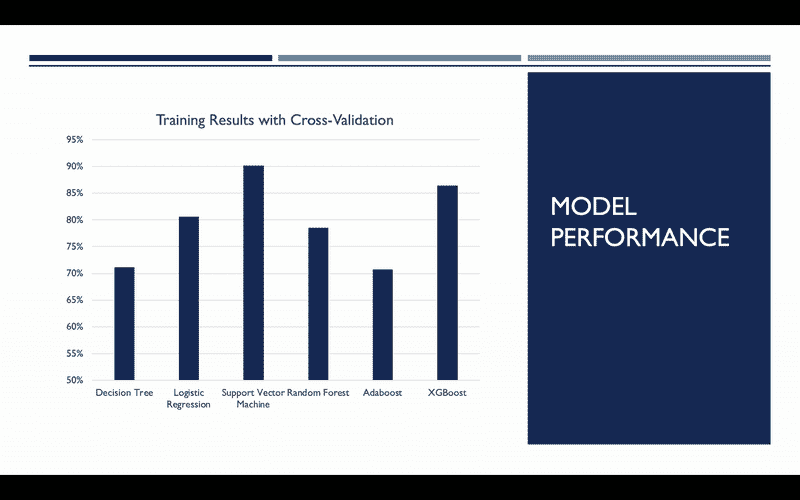 Training Results with Cross-Validation
95%
90%
85%
80%
75%
70%
65%
60%
55%
50%
Decision Tree
Logistic
Regression
Support Vector
Machine
Random Forest
Adaboost
XGBoost
MODEL
PERFORMANCE